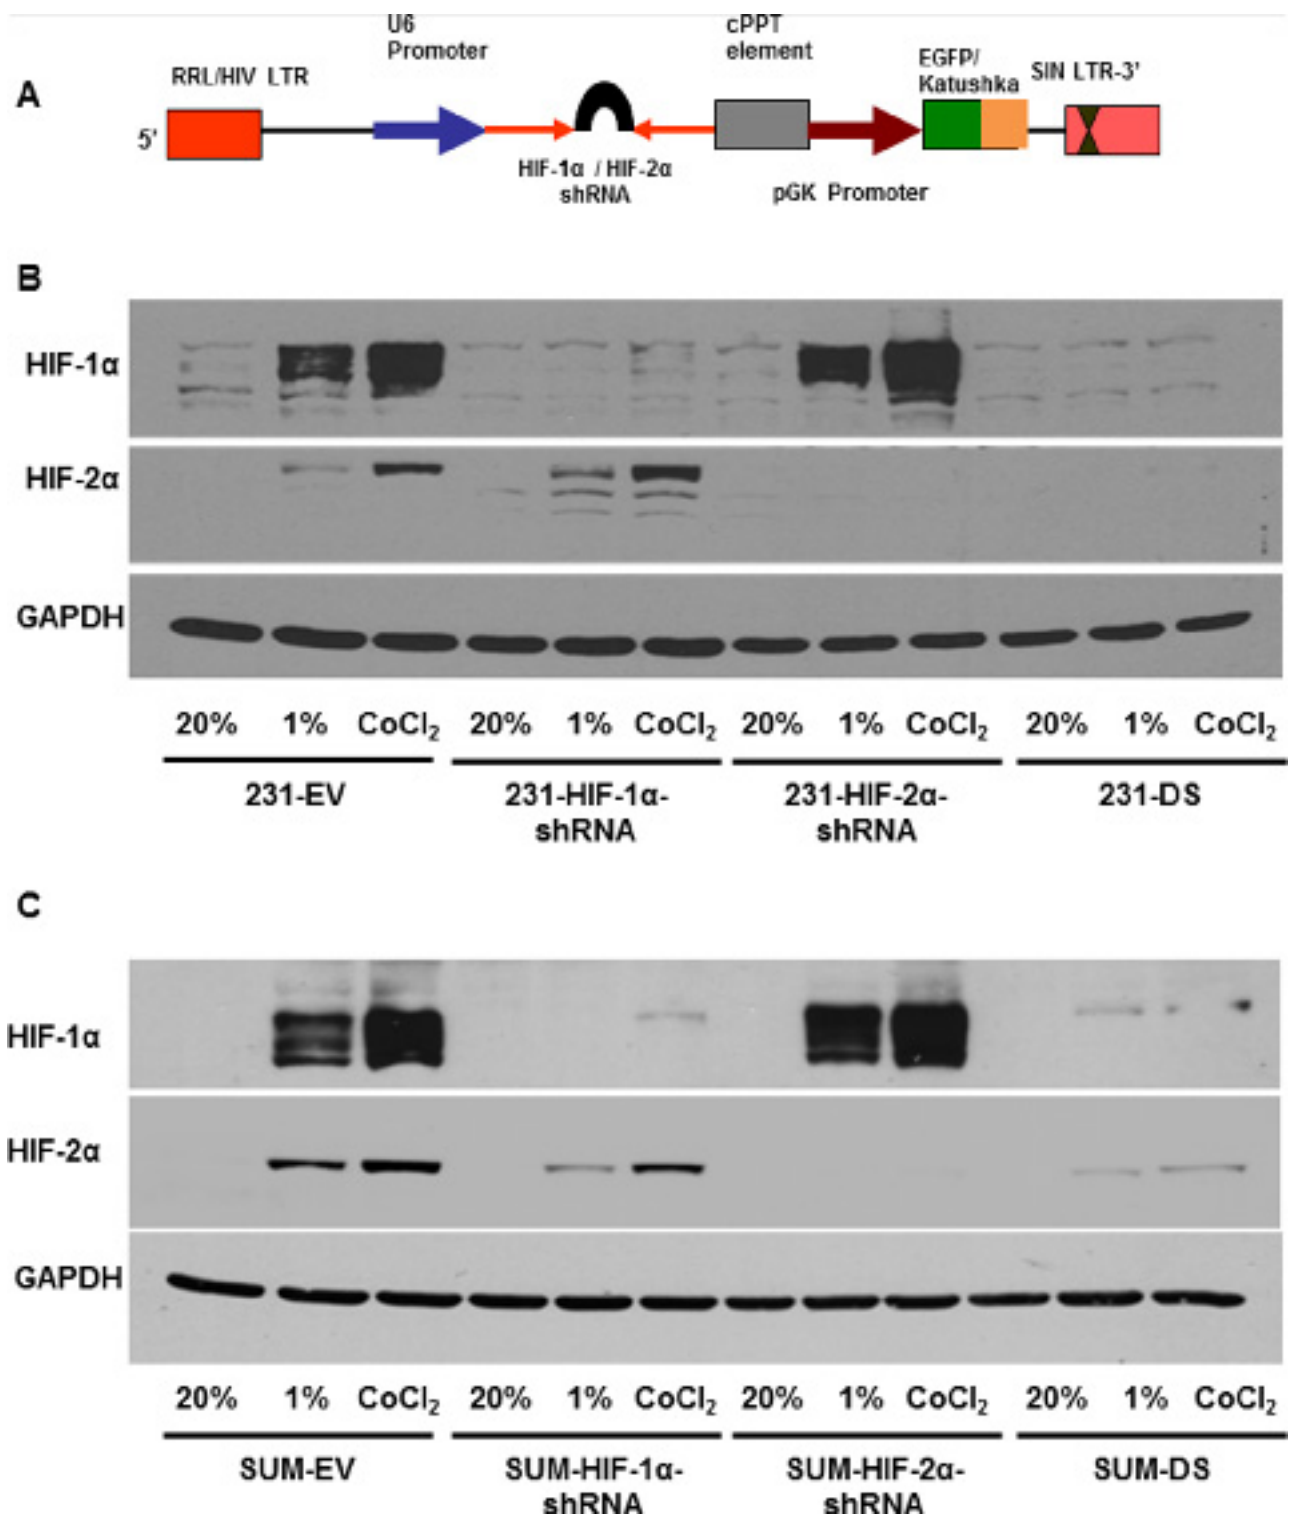 U6
Promoter
cPPT
element
EGFP/
Katushka
SIN LTR-3'
RRL/HIV LTR
A
5'
HIF-1α / HIF-2α
shRNA
pGK Promoter
B
HIF-1α
HIF-2α
GAPDH
20% 1% CoCl₂ 20% 1% CoCl₂ 20% 1% CoCl₂ 20% 1% CoCl₂
231-EV 231-HIF-1α- 231-HIF-2α- 231-DS
shRNA shRNA
C
HIF-1α
HIF-2α
GAPDH
20% 1% CoCl₂ 20% 1% CoCl₂ 20% 1% CoCl₂ 20% 1% CoCl₂
SUM-EV SUM-HIF-1α- SUM-HIF-2α- SUM-DS
shRNA shRNA